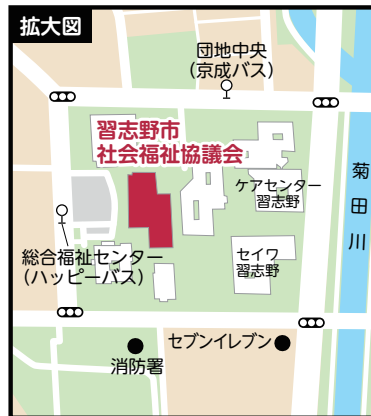 拡大図
団地中央
(京成バス)
習志野市
社会福祉協議会
ケアセンター
習志野
菊田川
総合福祉センター
(ハッピーバス)
セイワ
習志野
セブンイレブン
消防署